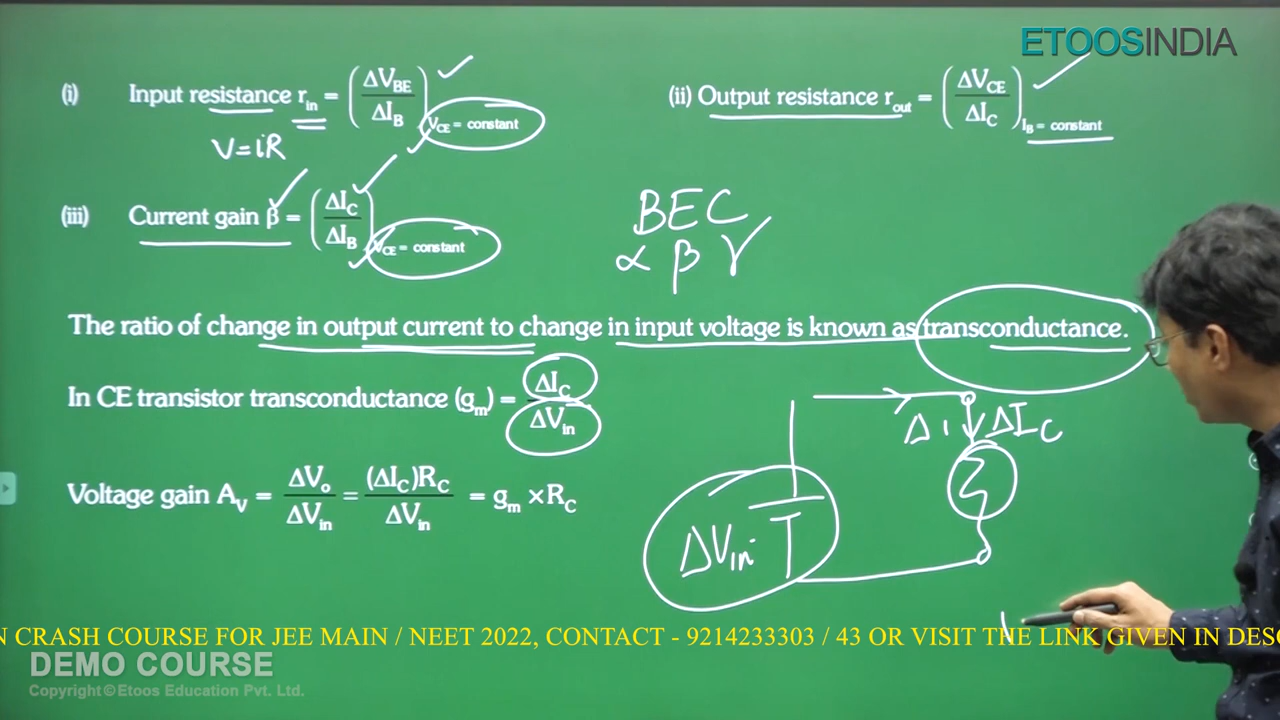 ETOOSINDIA
(i) Input resistance r_in = (ΔV_BE / ΔI_B) V_CE = constant
(ii) Output resistance r_out = (ΔV_CE / ΔI_C) I_B = constant
V = iR
(iii) Current gain β = (ΔI_C / ΔI_B) V_CE = constant
BEC
α β γ
The ratio of change in output current to change in input voltage is known as transconductance.
In CE transistor transconductance (g_m) = ΔI_C / ΔV_in
Δi ΔI_C
Voltage gain A_V = ΔV_o / ΔV_in = (ΔI_C)R_C / ΔV_in = g_m ×R_C
ΔVin
N CRASH COURSE FOR JEE MAIN / NEET 2022, CONTACT - 9214233303 / 43 OR VISIT THE LINK GIVEN IN DESC
DEMO COURSE
Copyright © Etoos Education Pvt. Ltd.